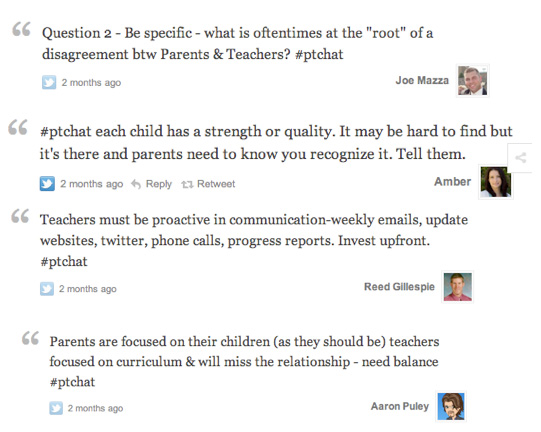 Question 2 - Be specific - what is oftentimes at the "root" of a
disagreement btw Parents & Teachers? #ptchat
2 months ago
Joe Mazza
#ptchat each child has a strength or quality. It may be hard to find but
it's there and parents need to know you recognize it. Tell them.
2 months ago Reply Retweet
Amber
Teachers must be proactive in communication-weekly emails, update
websites, twitter, phone calls, progress reports. Invest upfront.
#ptchat
2 months ago
Reed Gillespie
Parents are focused on their children (as they should be) teachers
focused on curriculum & will miss the relationship - need balance
#ptchat
2 months ago
Aaron Puley